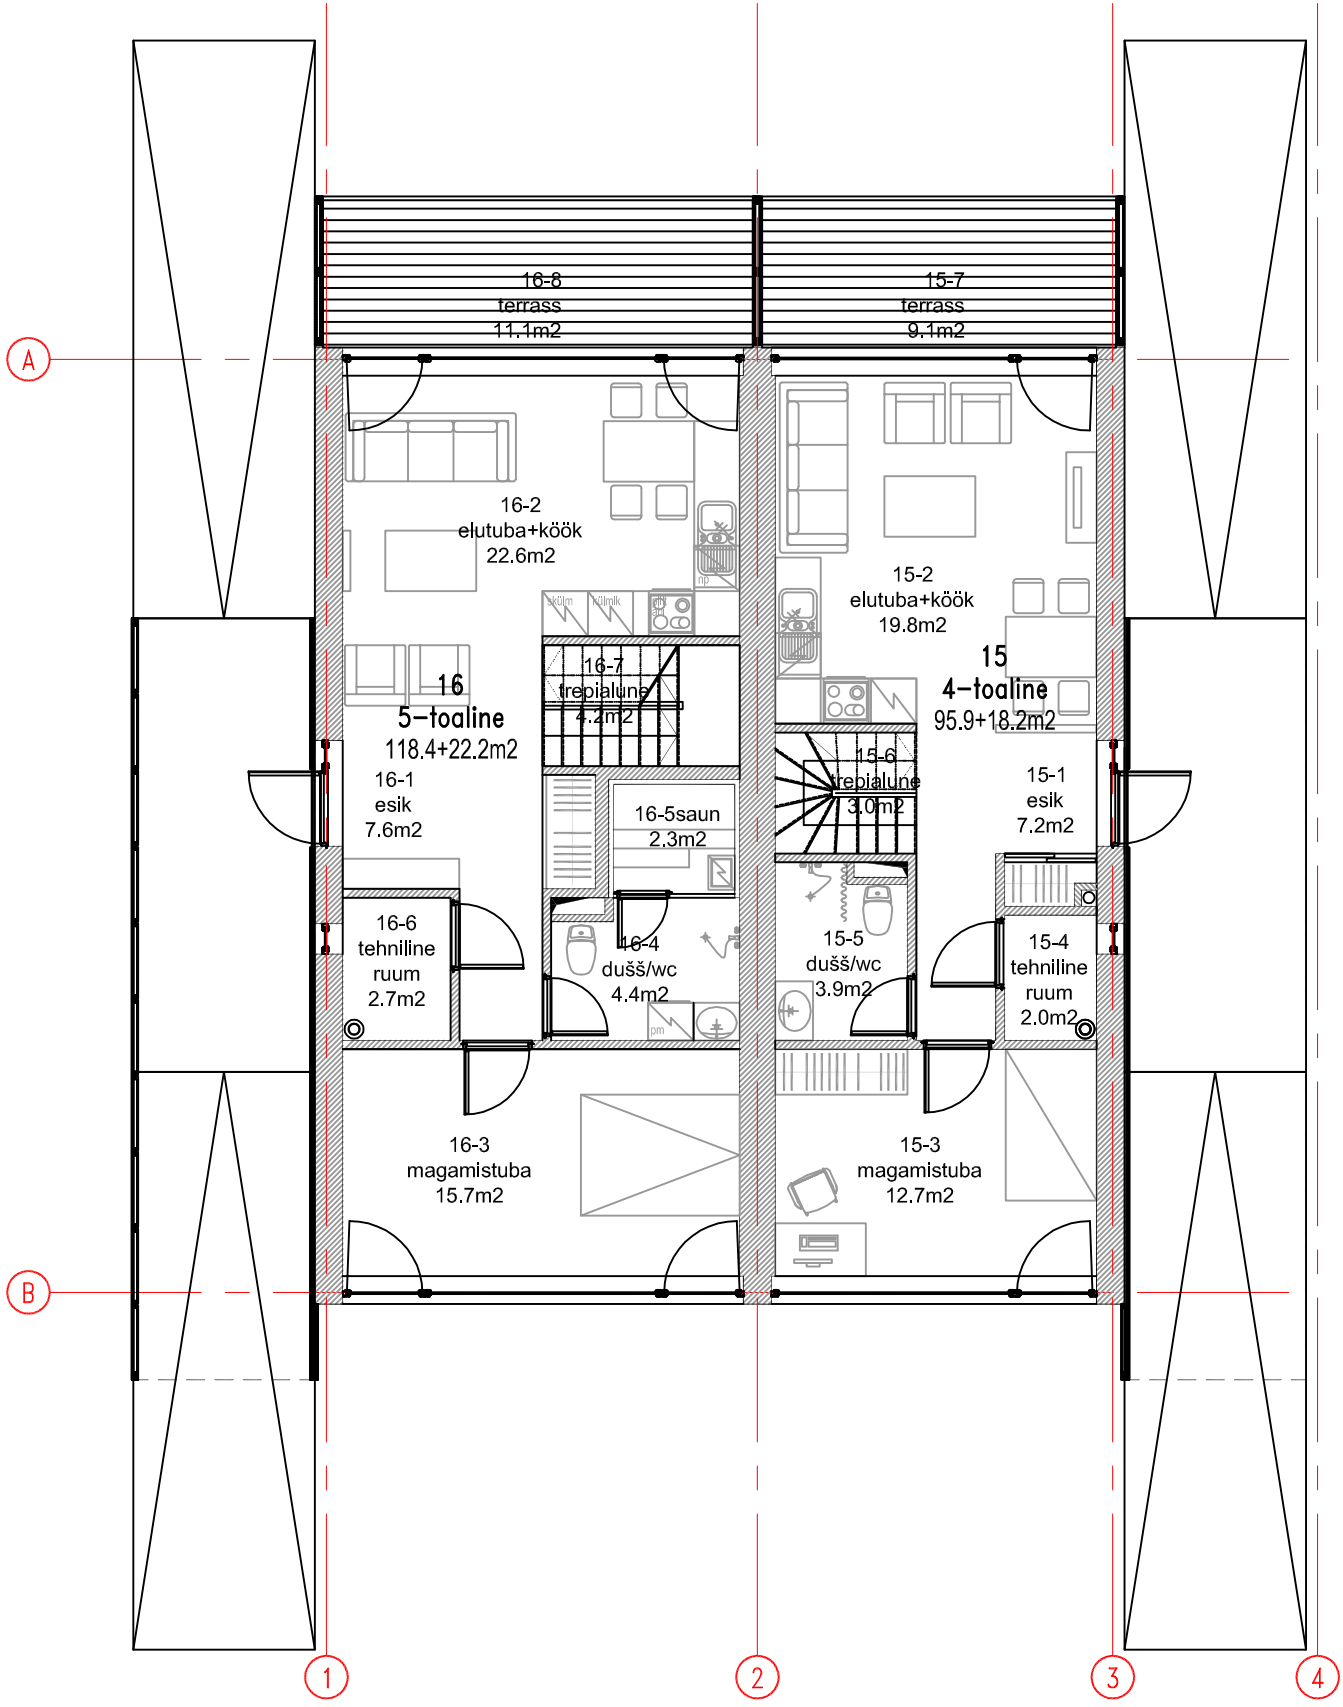 16-8
terrass
11.1m2
15-7
terrass
9.1m2
A
16-2
elutuba+köök
22.6m2
np
15-2
elutuba+köök
19.8m2
skülm
külmik
16
5-toaline
118.4+22.2m2
16-7
trepialune
4.2m2
15
4-toaline
95.9+18.2m2
16-1
esik
7.6m2
16-5saun
2.3m2
15-6
trepialune
3.0m2
15-1
esik
7.2m2
16-6
tehniline
ruum
2.7m2
16-4
dušš/wc
4.4m2
pm
15-5
dušš/wc
3.9m2
15-4
tehniline
ruum
2.0m2
16-3
magamistuba
15.7m2
15-3
magamistuba
12.7m2
B
1
2
3
4